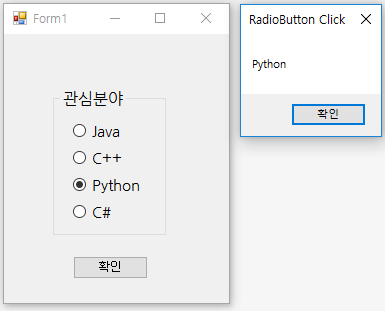 Form1
관심분야
Java
C++
Python
C#
확인
RadioButton Click
Python
확인